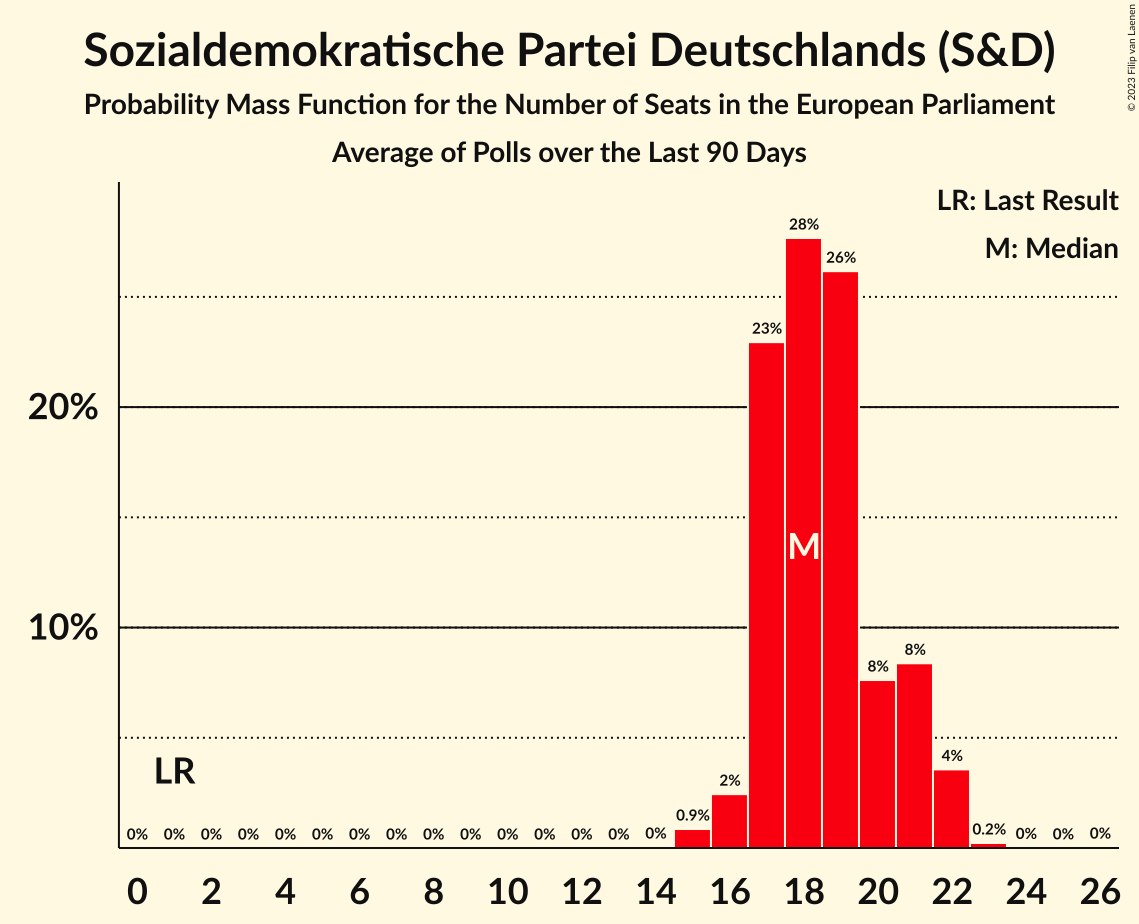 Sozialdemokratische Partei Deutschlands (S&D)
Probability Mass Function for the Number of Seats in the European Parliament
Average of Polls over the Last 90 Days
© 2023 Filip van Laenen
LR: Last Result
M: Median
28%
26%
23%
20%
M
10%
8%
8%
4%
LR
2%
0.9%
0.2%
0% 0% 0% 0% 0% 0% 0% 0% 0% 0% 0% 0% 0% 0% 0% 0% 0% 0%
0 2 4 6 8 10 12 14 16 18 20 22 24 26